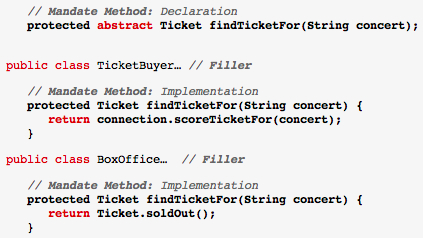 // Mandate Method: Declaration
protected abstract Ticket findTicketFor(String concert);
public class TicketBuyer… // Filler
// Mandate Method: Implementation
protected Ticket findTicketFor(String concert) {
return connection.scoreTicketFor(concert);
}
public class BoxOffice… // Filler
// Mandate Method: Implementation
protected Ticket findTicketFor(String concert) {
return Ticket.soldOut();
}